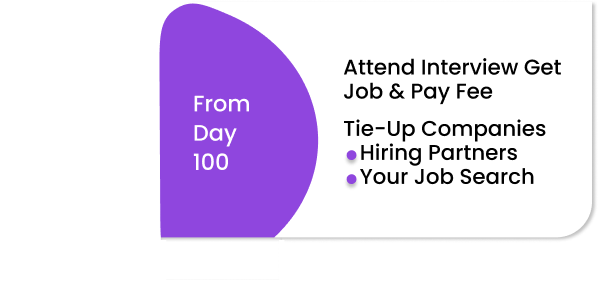 From
Day
100
Attend Interview Get
Job & Pay Fee
Tie-Up Companies
Hiring Partners
Your Job Search